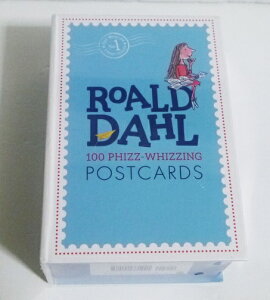 ROALD
DAHL
100 PHIZZ-WHIZZING
POSTCARDS